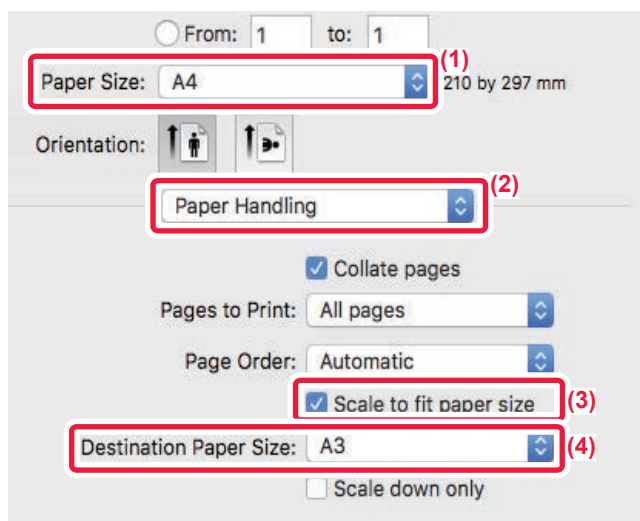 From: 1 to: 1
(1)
Paper Size: A4 210 by 297 mm
Orientation:
(2)
Paper Handling
Collate pages
Pages to Print: All pages
Page Order: Automatic
Scale to fit paper size (3)
Destination Paper Size: A3 (4)
Scale down only